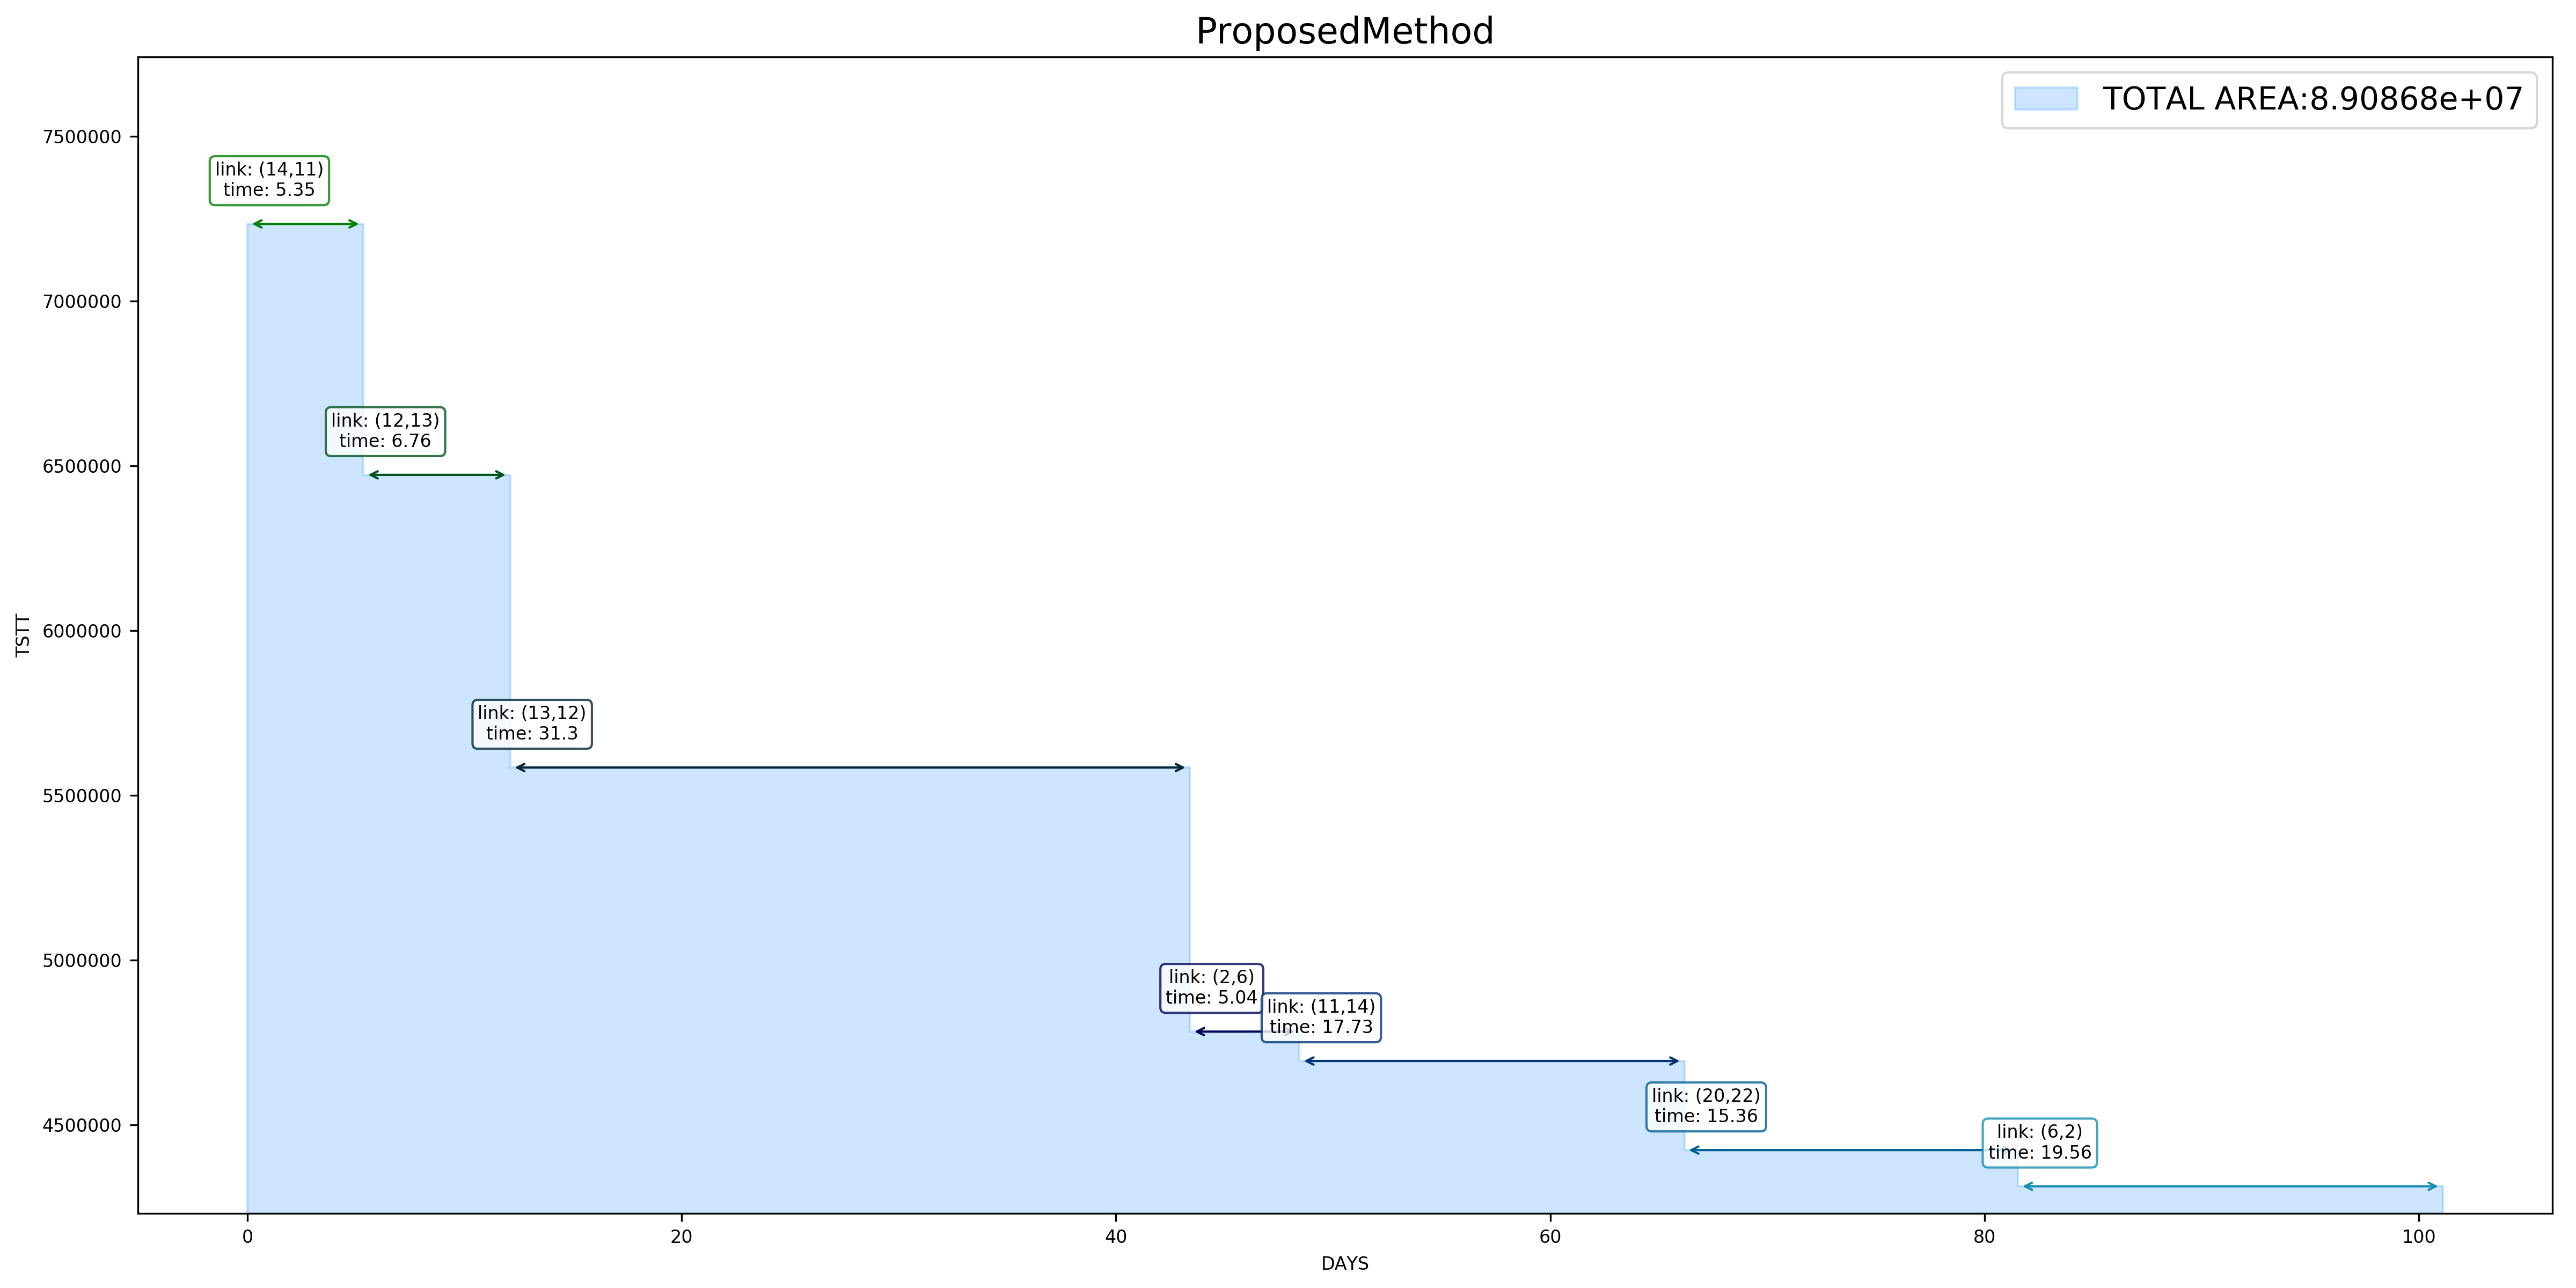 ProposedMethod
TOTAL AREA:8.90868e+07
7500000
link: (14,11)
time: 5.35
7000000
link: (12,13)
time: 6.76
6500000
TSTT
6000000
link: (13,12)
time: 31.3
5500000
5000000
link: (2,6)
time: 5.04
link: (11,14)
time: 17.73
link: (20,22)
time: 15.36
4500000
link: (6,2)
time: 19.56
0 20 40 60 80 100
DAYS